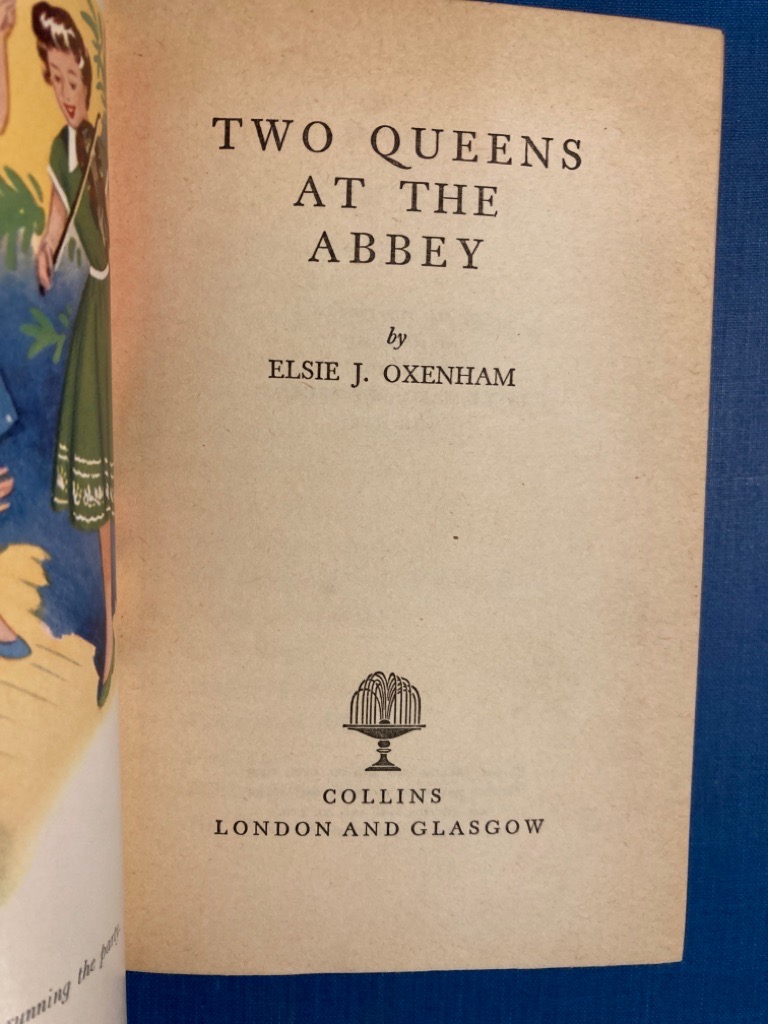 TWO QUEENS
AT THE
ABBEY
by
ELSIE J. OXENHAM
COLLINS
LONDON AND GLASGOW
running the party.